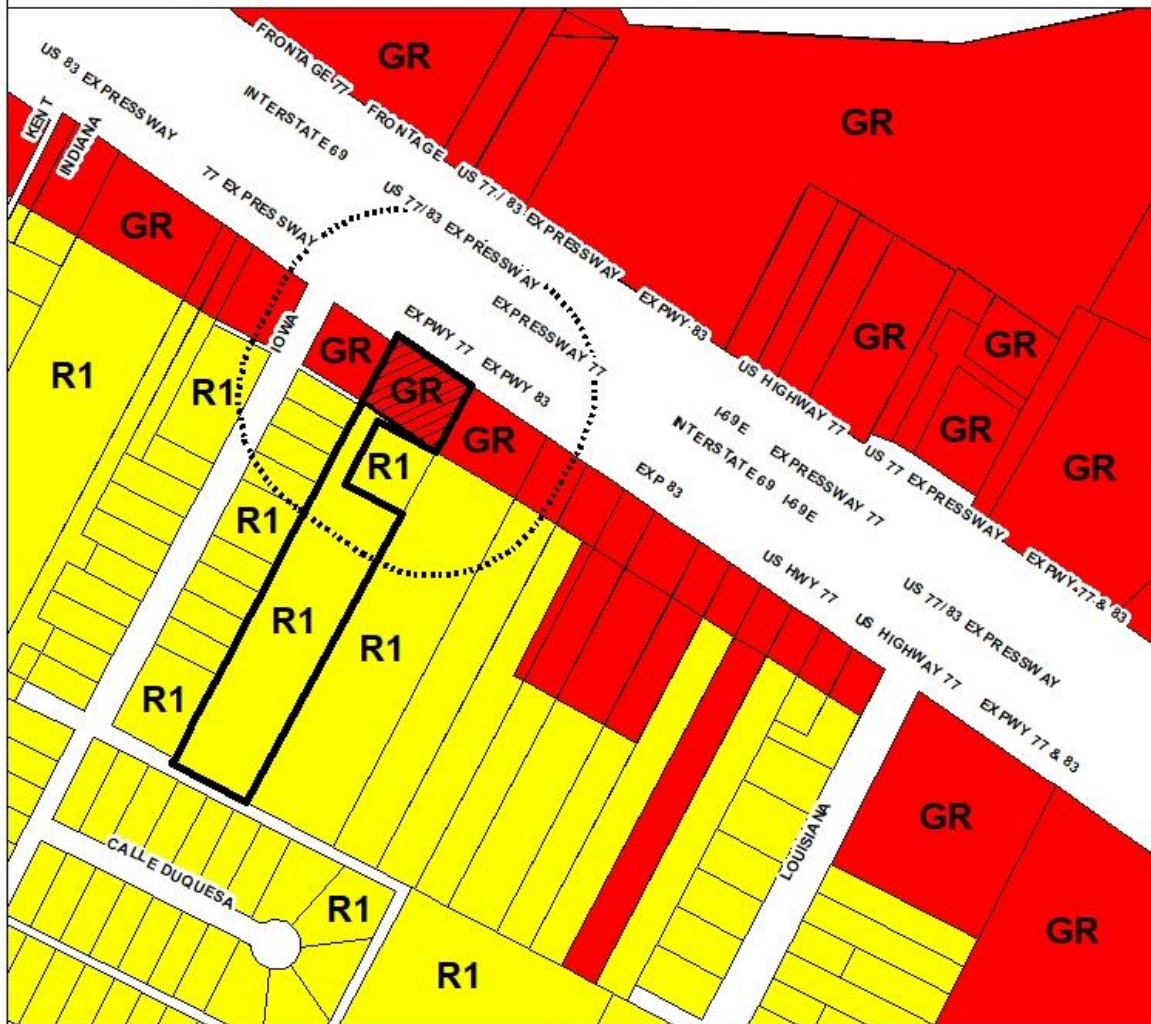 FRONTAGE 77
FRONTAGE
US 77 / 83 EXPRESSWAY
EXPWY 83
US HIGHWAY 77
US 77 EXPRESSWAY
EXPWY 77 & 83
US 83 EXPRESSWAY
INTERSTATE 69
77 EXPRESSWAY
US 77/83 EXPRESSWAY
EXPRESSWAY 77
EXPWY 77
EXPWY 83
I-69E
EXPRESSWAY 77
INTERSTATE 69
I-69E
EXP 83
US HWY 77
US 77/83 EXPRESSWAY
US HIGHWAY 77
EXPWY 77 & 83
KENT
INDIANA
IOWA
LOUISIANA
CALLE DUQUESA
GR
GR
GR
GR
GR
GR
GR
GR
GR
GR
GR
GR
R1
R1
R1
R1
R1
R1
R1
R1
R1